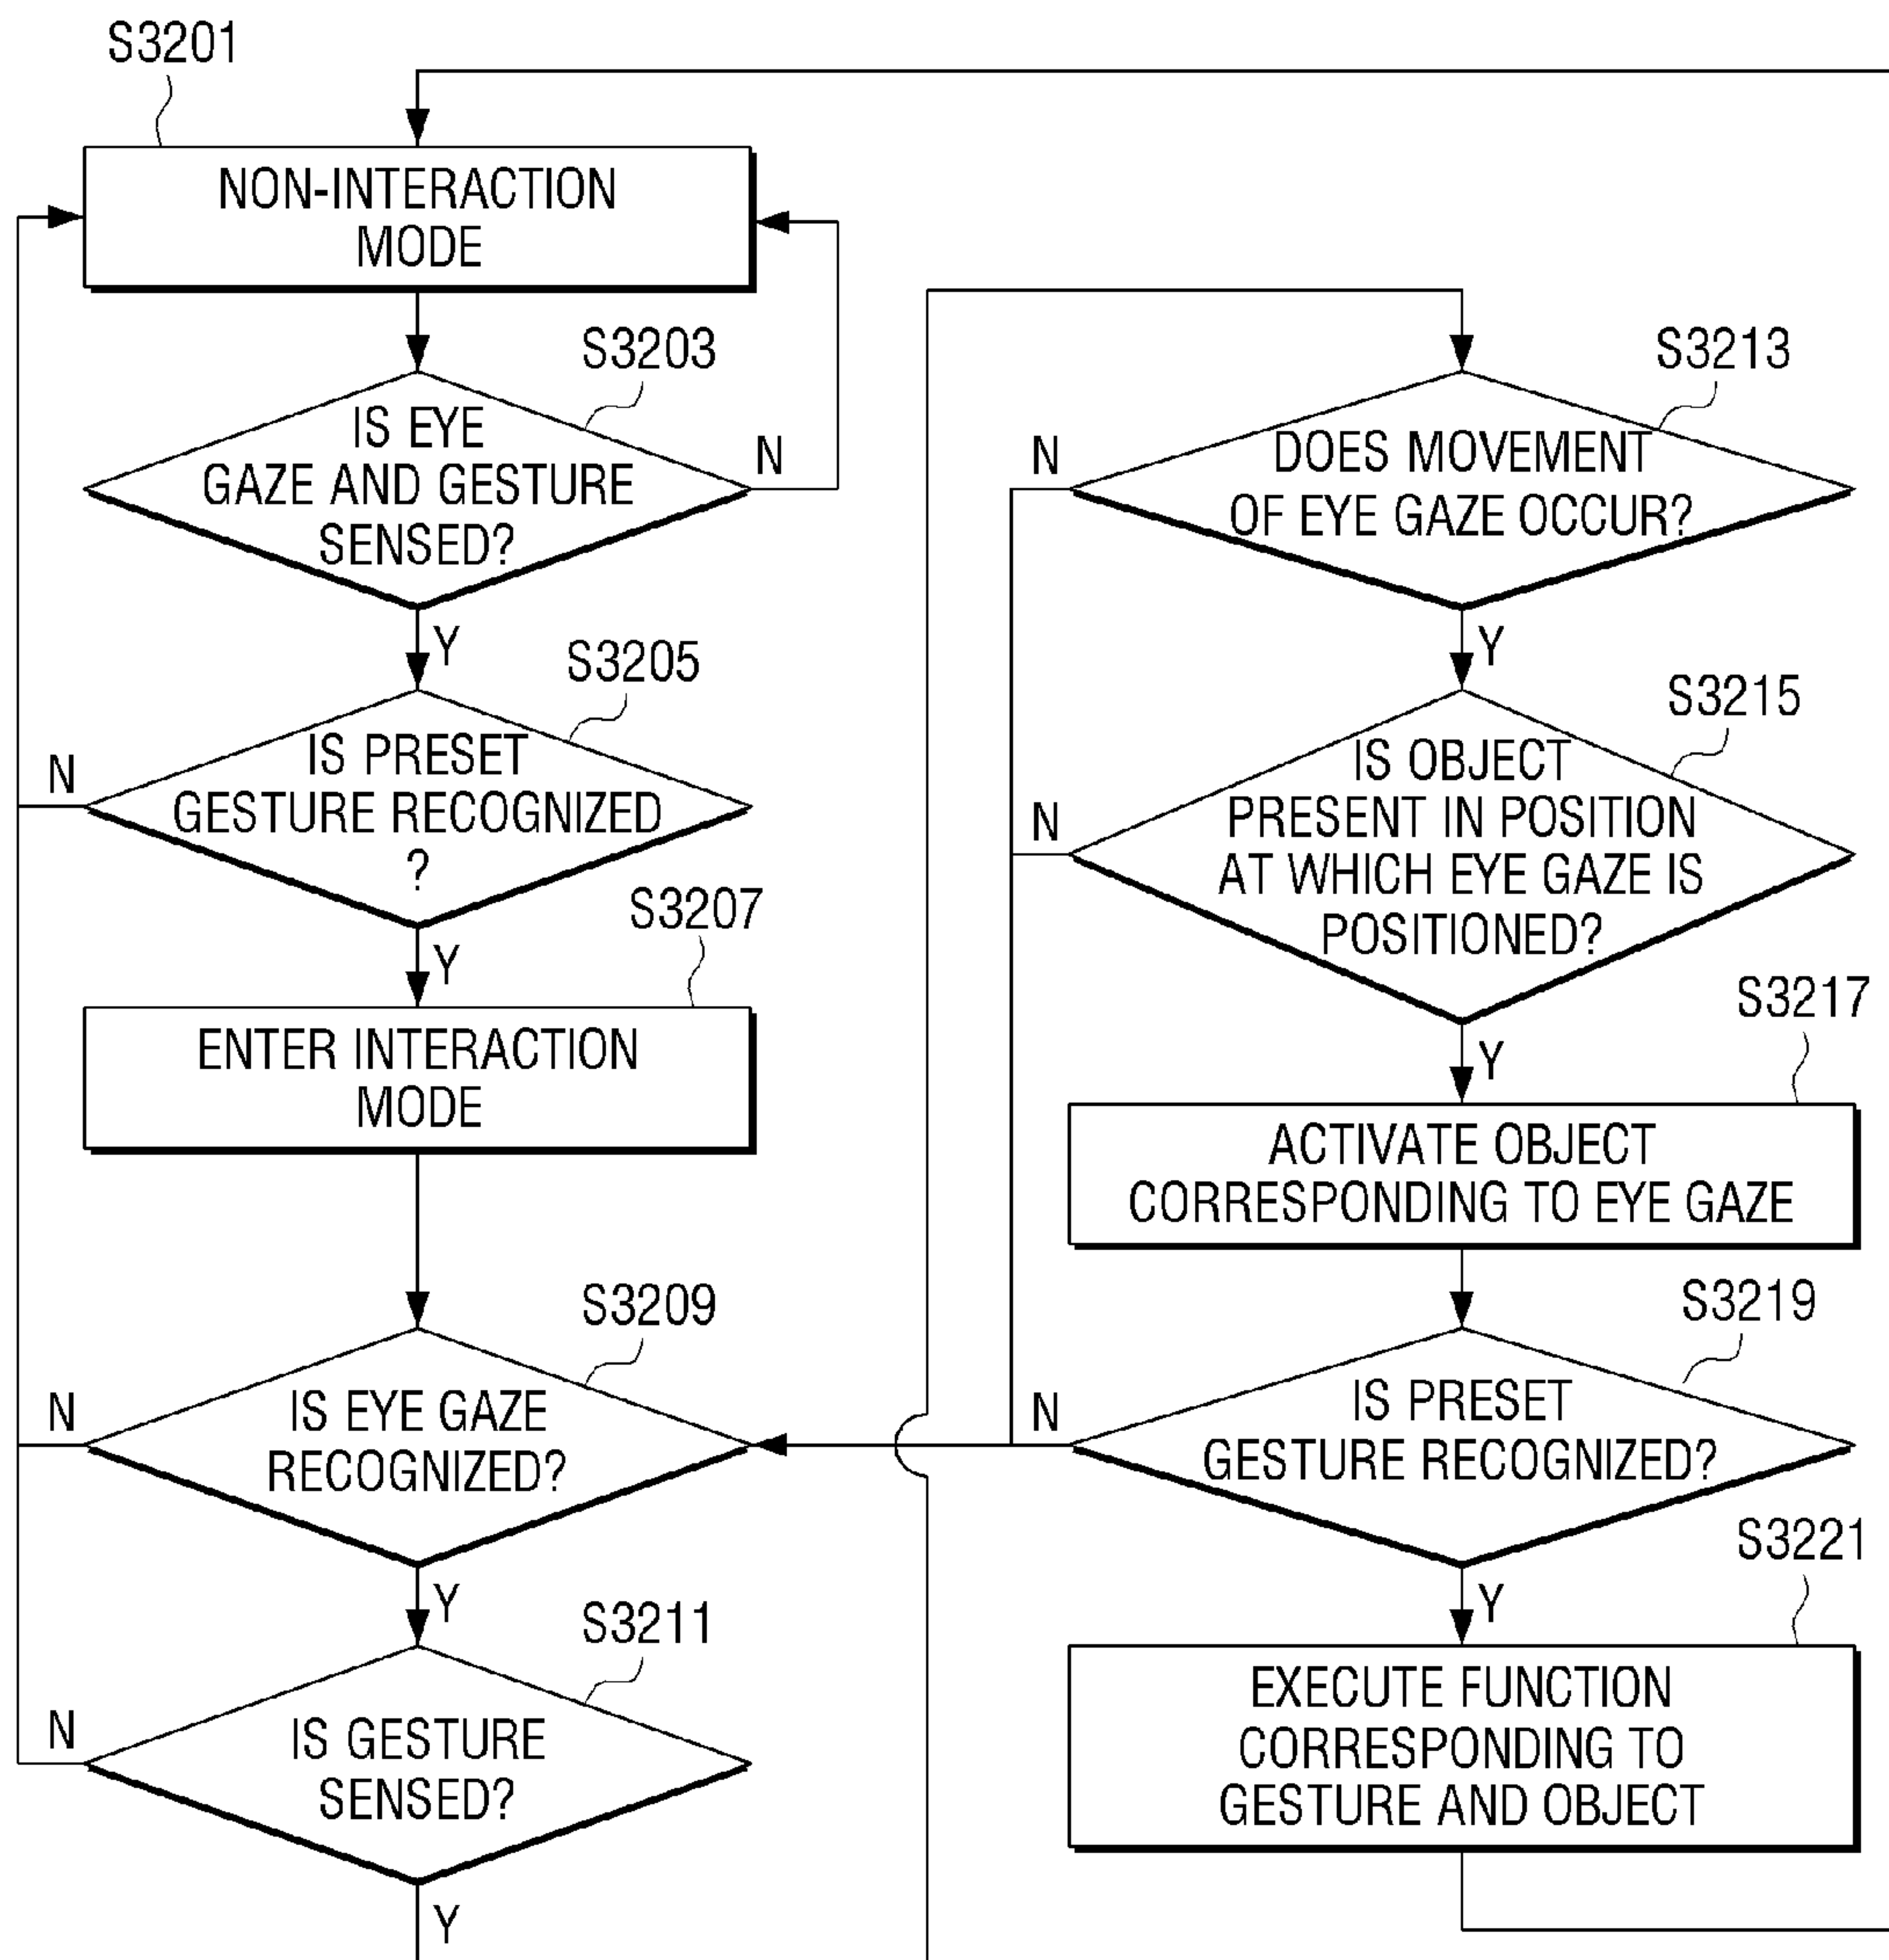 S3201
NON-INTERACTION
MODE
S3203
IS EYE
GAZE AND GESTURE
SENSED?
N
Y
S3205
IS PRESET
GESTURE RECOGNIZED
?
N
Y
S3207
ENTER INTERACTION
MODE
S3209
IS EYE GAZE
RECOGNIZED?
N
Y
S3211
IS GESTURE
SENSED?
N
Y
S3213
DOES MOVEMENT
OF EYE GAZE OCCUR?
N
Y
S3215
IS OBJECT
PRESENT IN POSITION
AT WHICH EYE GAZE IS
POSITIONED?
N
Y
S3217
ACTIVATE OBJECT
CORRESPONDING TO EYE GAZE
S3219
IS PRESET
GESTURE RECOGNIZED?
N
Y
S3221
EXECUTE FUNCTION
CORRESPONDING TO
GESTURE AND OBJECT